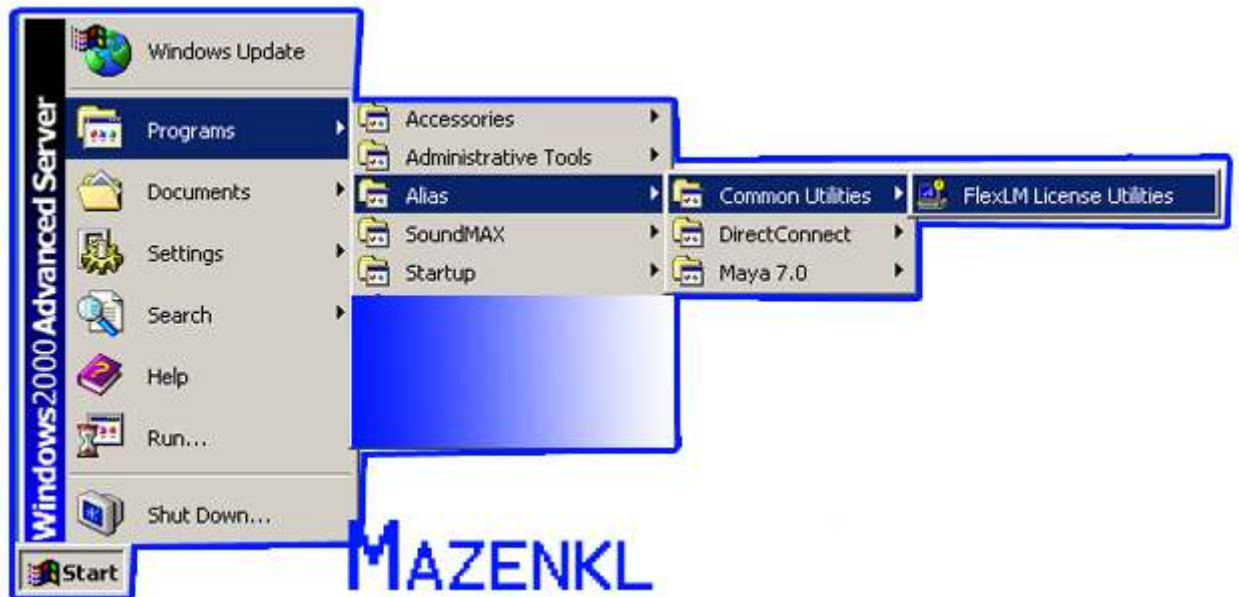 Windows Update
Programs
Documents
Settings
Search
Help
Run...
Shut Down...
Windows2000 Advanced Server
Start
Accessories
Administrative Tools
Alias
SoundMAX
Startup
Common Utilities
DirectConnect
Maya 7.0
FlexLM License Utilities
MAZENKL